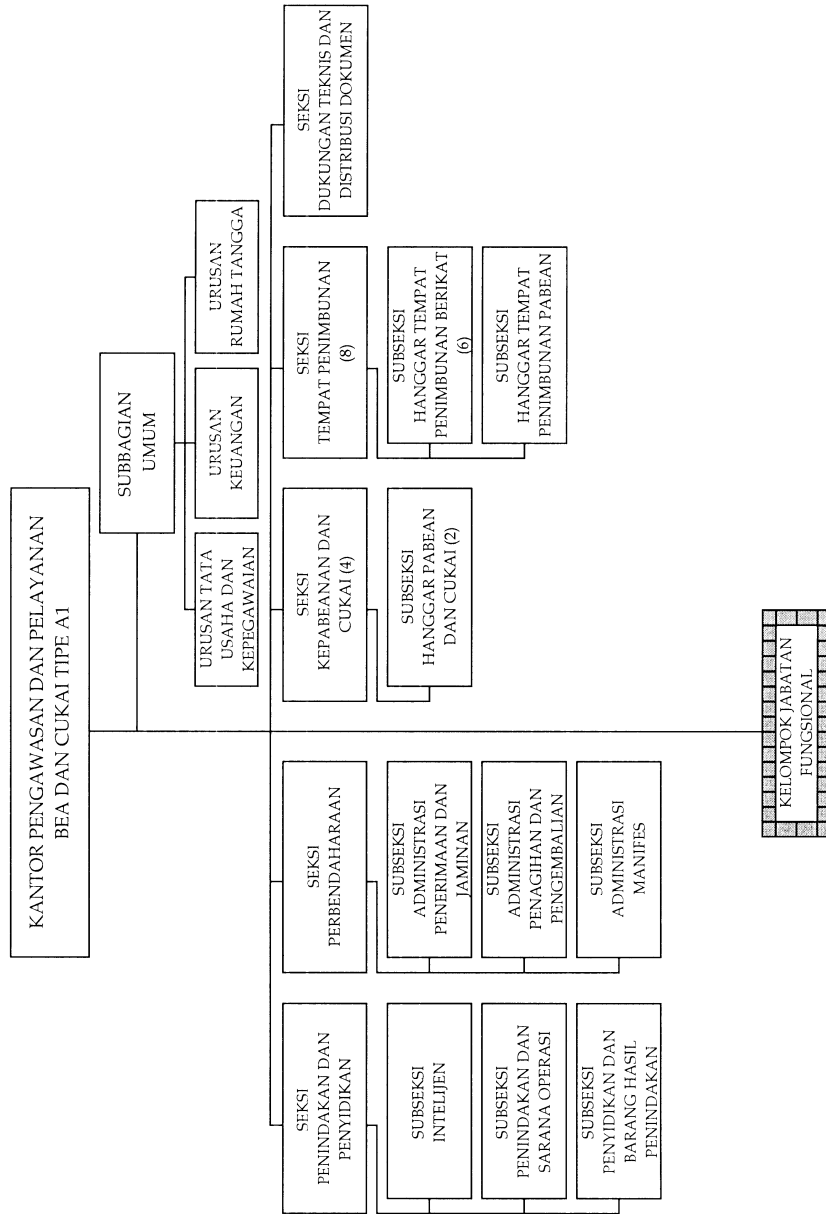 KANTOR PENGAWASAN DAN PELAYANAN
BEA DAN CUKAI TIPE A1
SUBBAGIAN
UMUM
URUSAN TATA
USAHA DAN
KEPEGAWAIAN
URUSAN
KEUANGAN
URUSAN
RUMAH TANGGA
SEKSI
PENINDAKAN DAN
PENYIDIKAN
SEKSI
PERBENDAHARAAN
SEKSI
KEPABEANAN DAN
CUKAI (4)
SEKSI
TEMPAT PENIMBUNAN
(8)
SEKSI
DUKUNGAN TEKNIS DAN
DISTRIBUSI DOKUMEN
SUBSEKSI
INTELIJEN
SUBSEKSI
ADMINISTRASI
PENERIMAAN DAN
JAMINAN
SUBSEKSI
HANGGAR PABEAN
DAN CUKAI (2)
SUBSEKSI
HANGGAR TEMPAT
PENIMBUNAN BERIKAT
(6)
SUBSEKSI
PENINDAKAN DAN
SARANA OPERASI
SUBSEKSI
ADMINISTRASI
PENAGIHAN DAN
PENGEMBALIAN
SUBSEKSI
HANGGAR TEMPAT
PENIMBUNAN PABEAN
SUBSEKSI
PENYIDIKAN DAN
BARANG HASIL
PENINDAKAN
SUBSEKSI
ADMINISTRASI
MANIFES
KELOMPOK JABATAN
FUNGSIONAL